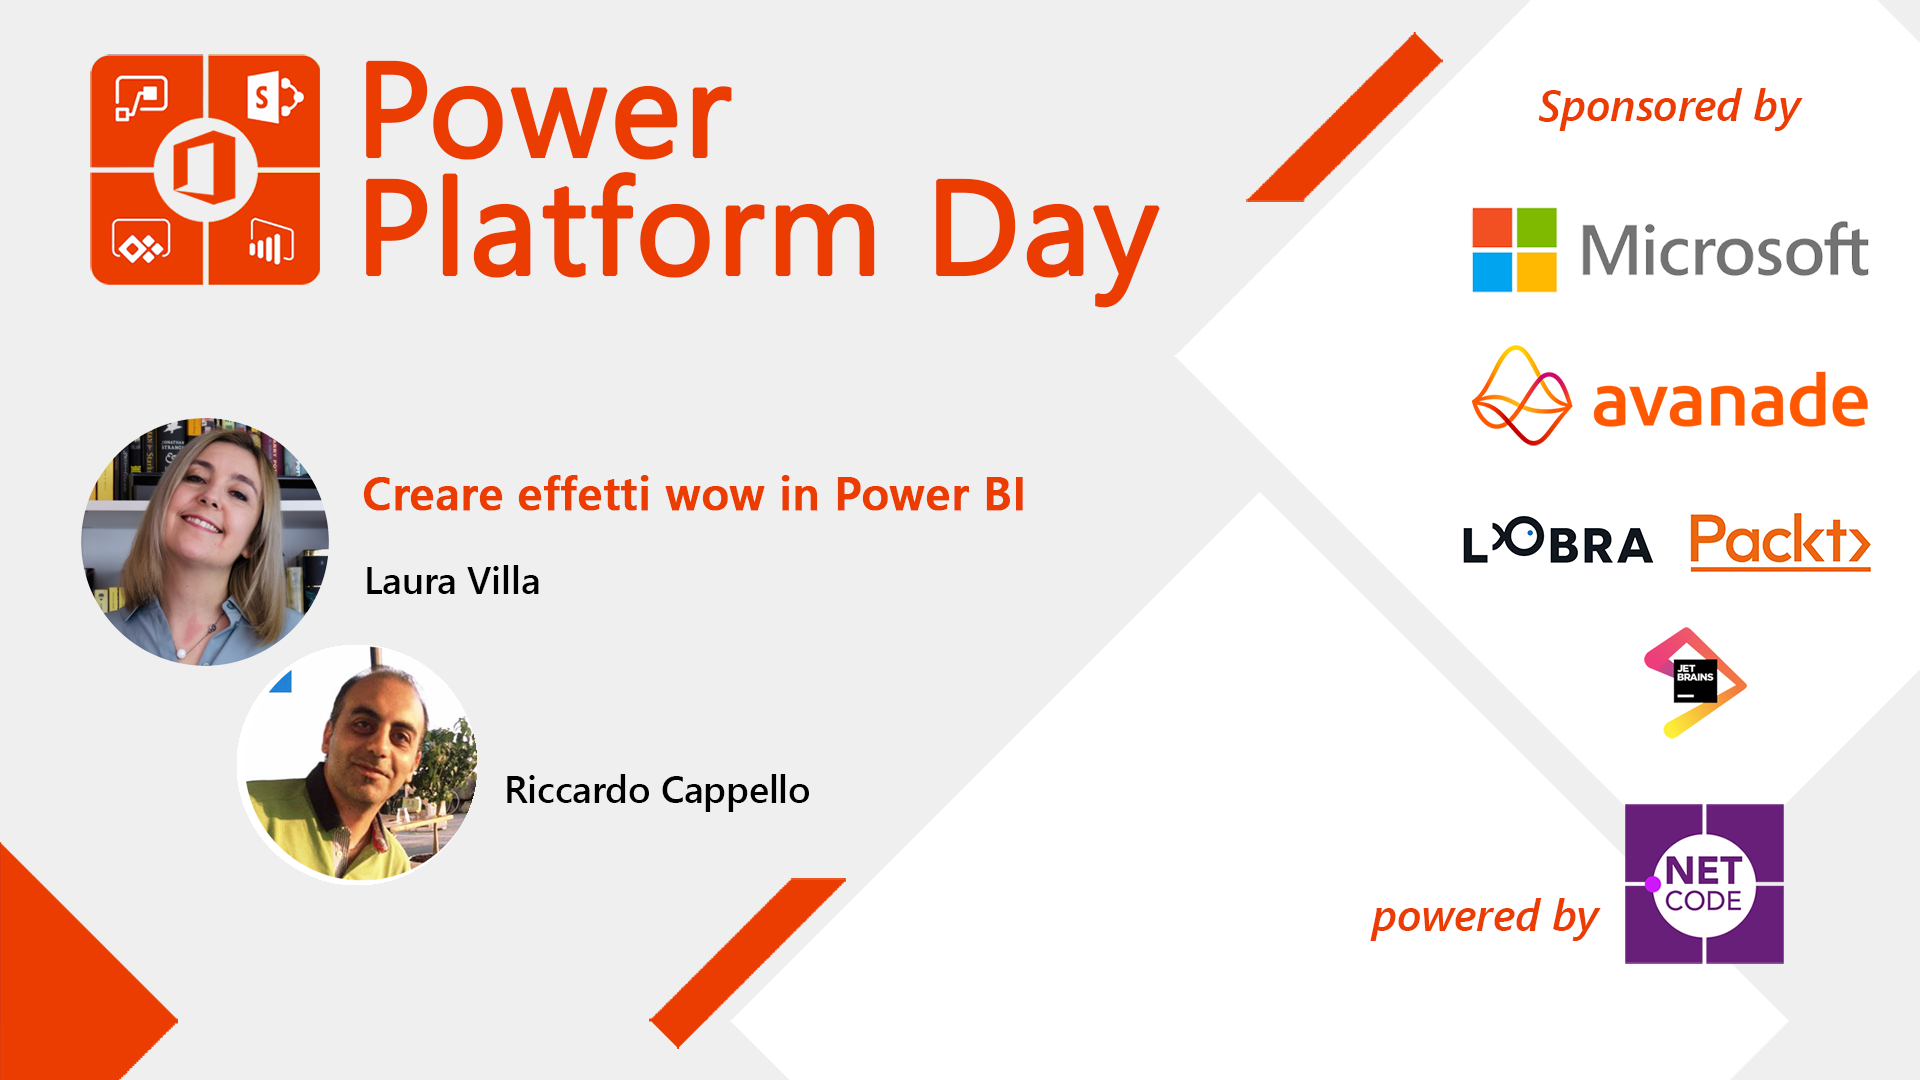 Power
Platform Day
S
Creare effetti wow in Power BI
Laura Villa
Riccardo Cappello
Sponsored by
Microsoft
avanade
LOBRA
Packt>
JET
BRAINS
powered by
NET
CODE